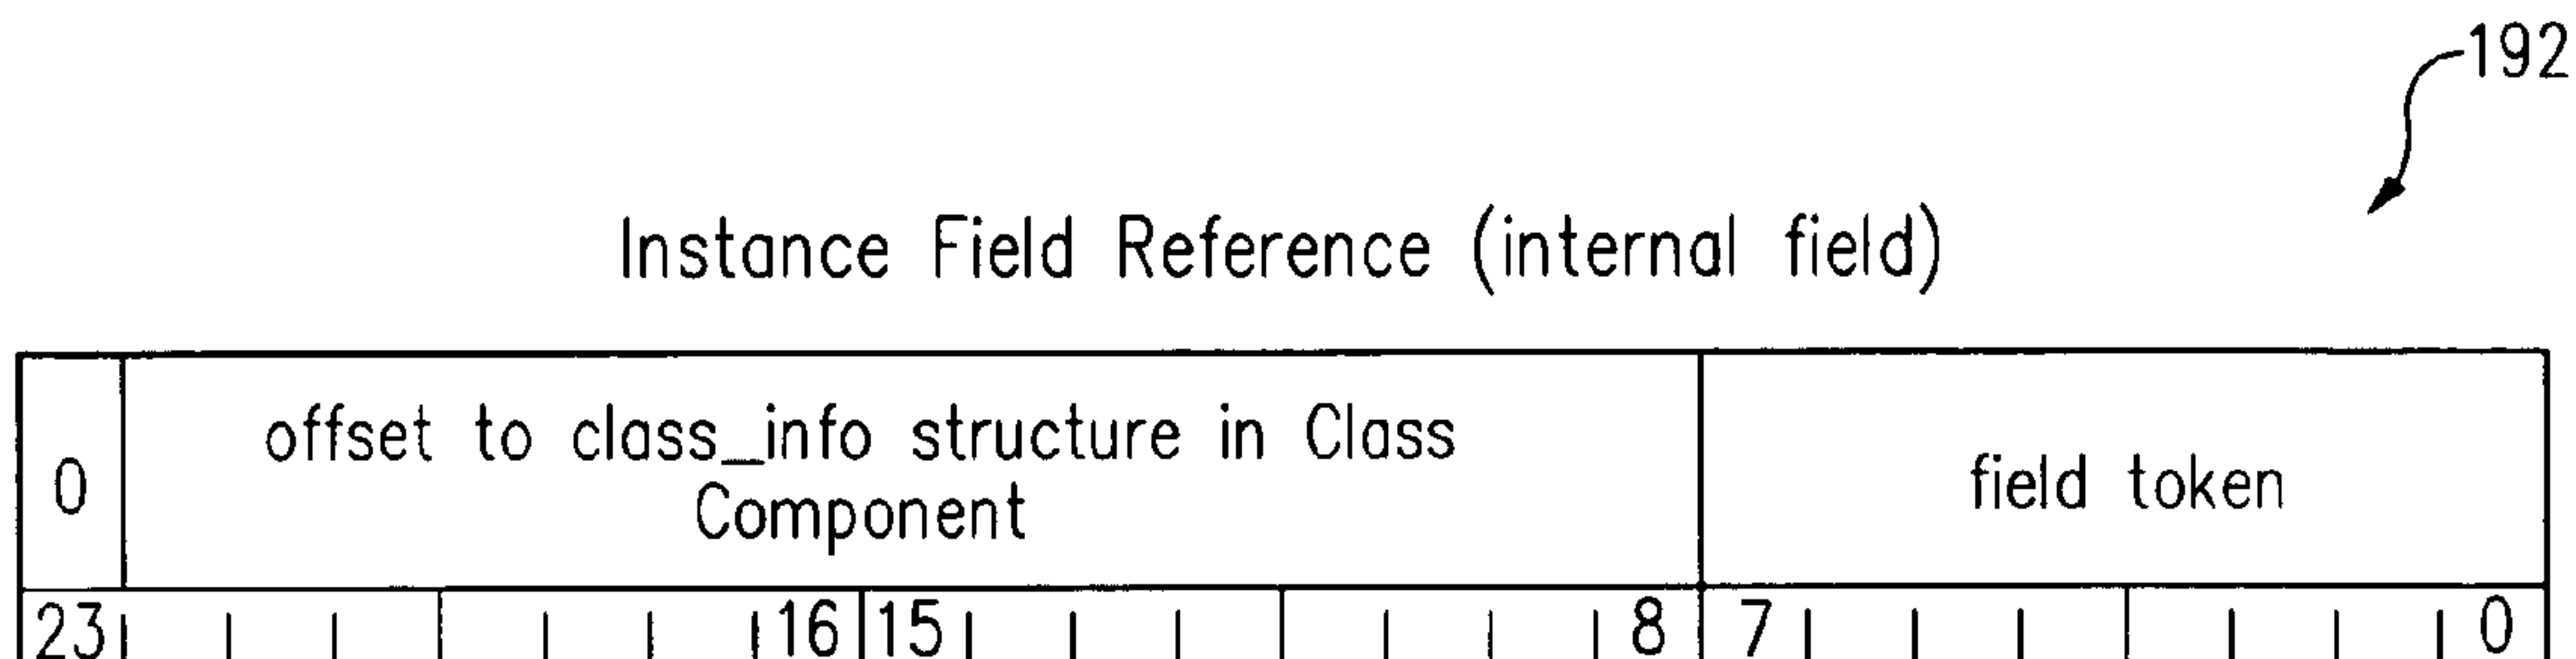 192
Instance Field Reference (internal field)
0
offset to class_info structure in Class
Component
field token
23 16 15 8 7 0